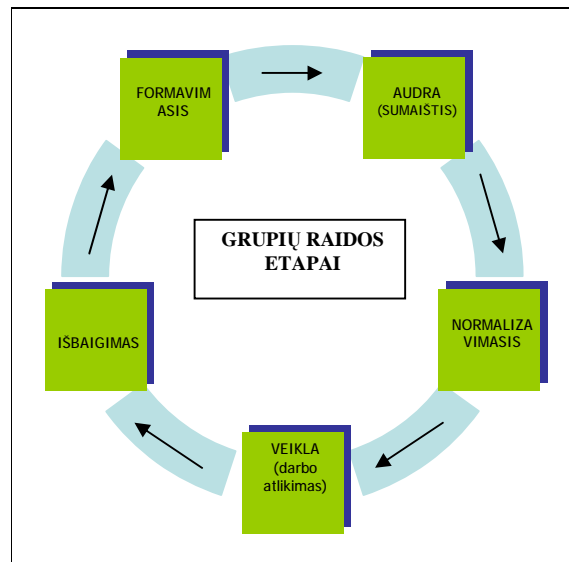 FORMAVIM
ASIS
AUDRA
(SUMAIŠTIS)
GRUPIŲ RAIDOS
ETAPAI
IŠBAIGIMAS
NORMALIZA
VIMASIS
VEIKLA
(darbo
atlikimas)